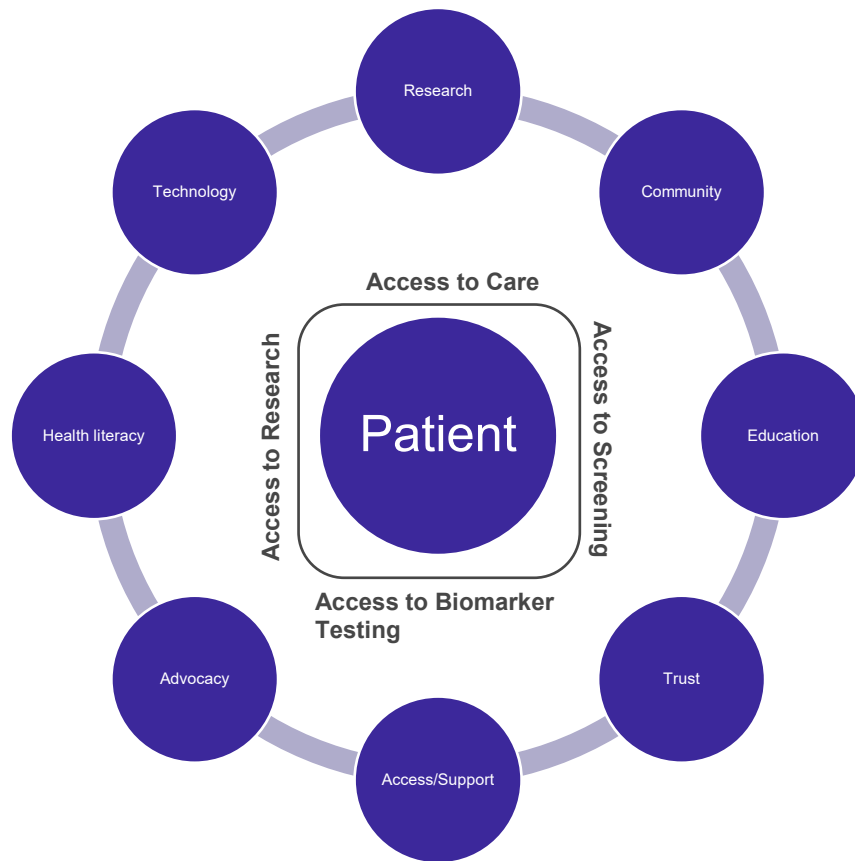 Research
Technology
Community
Access to Care
Access to Research
Patient
Access to Screening
Health literacy
Education
Access to Biomarker
Testing
Advocacy
Trust
Access/Support